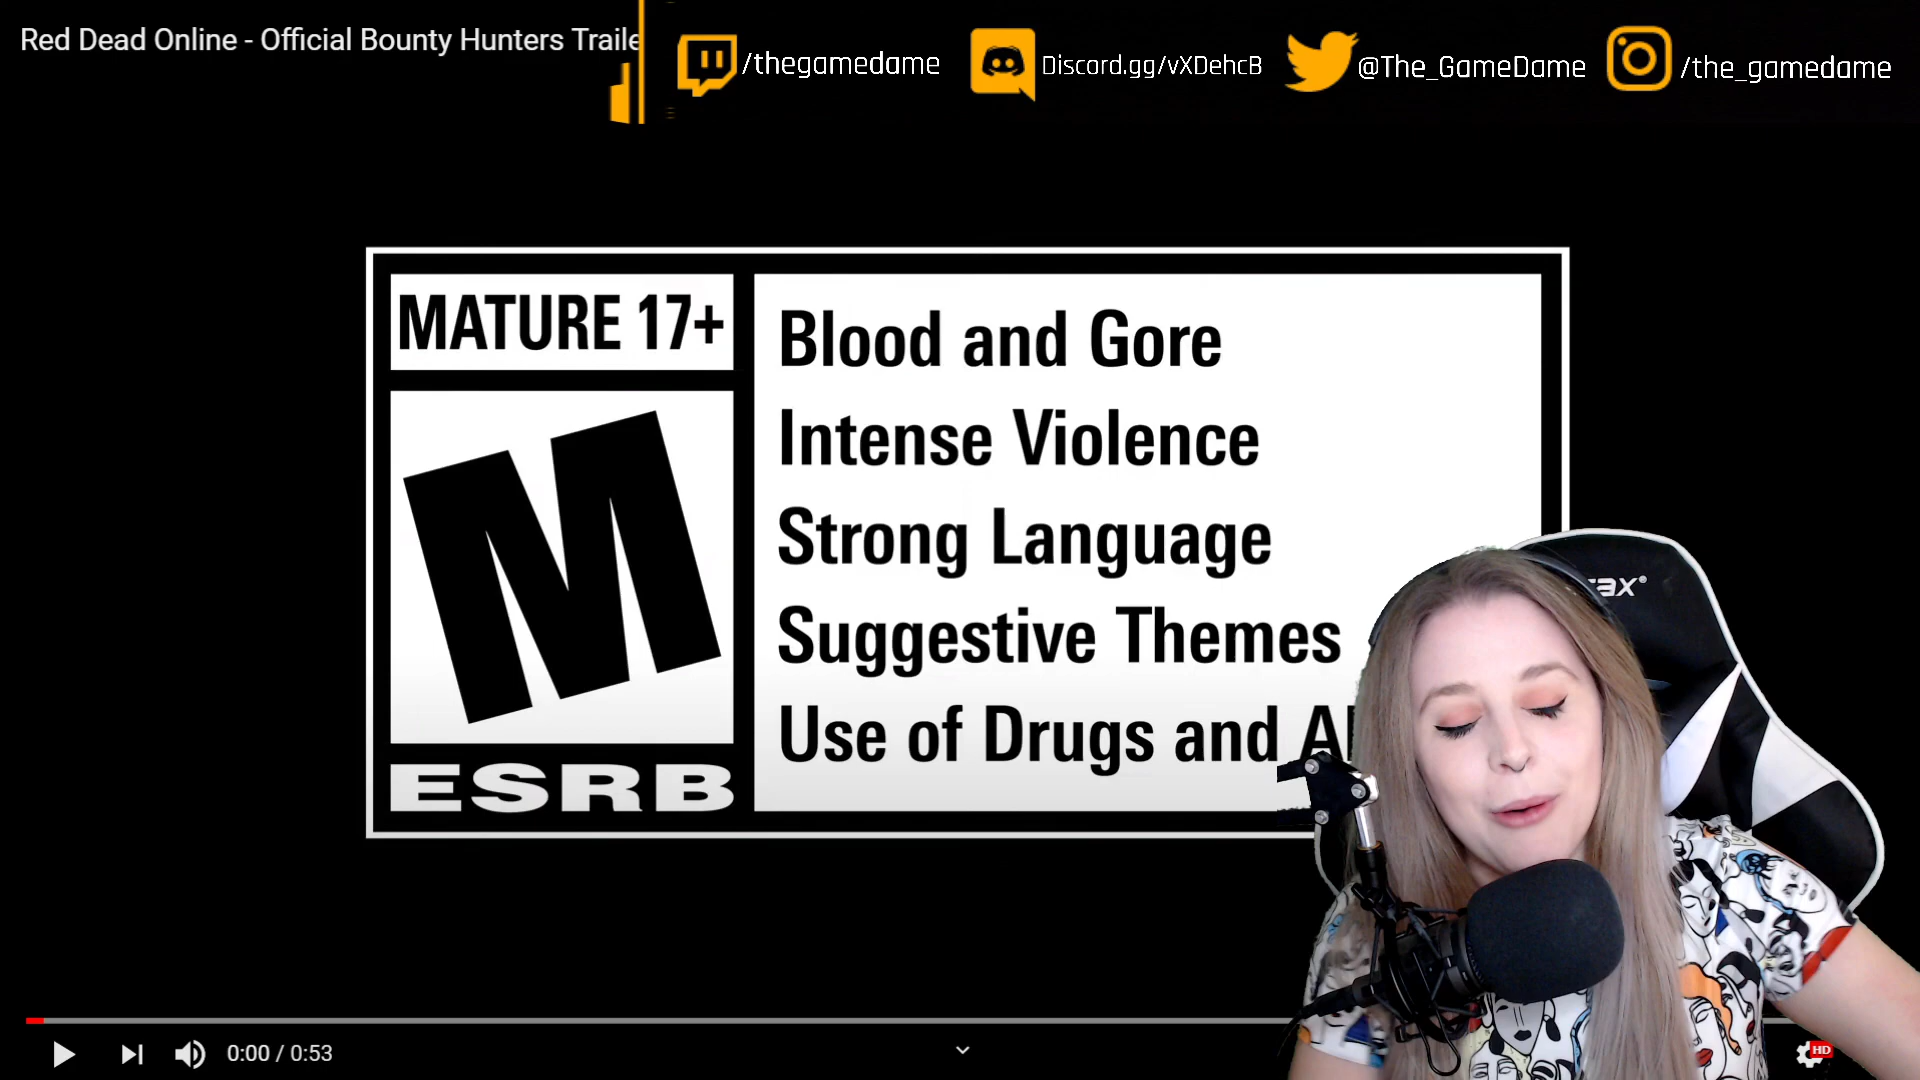 Red Dead Online - Official Bounty Hunters Traile
/thegamedame
Discord.gg/vXDehcB
@The_GameDame
/the_gamedame
MATURE 17+
M
ESRB
Blood and Gore
Intense Violence
Strong Language
Suggestive Themes
Use of Drugs and Al
0:00 / 0:53
HD